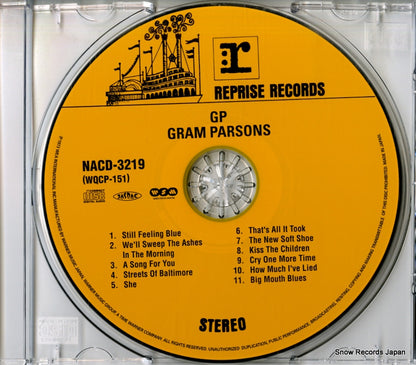 r
REPRISE RECORDS
GP
GRAM PARSONS
NACD-3219
(WQCP-151)
1. Still Feeling Blue
2. We'll Sweep The Ashes
In The Morning
3. A Song For You
4. Streets Of Baltimore
5. She
6. That's All It Took
7. The New Soft Shoe
8. Kiss The Children
9. Cry One More Time
10. How Much I've Lied
11. Big Mouth Blues
STEREO
Snow Records Japan